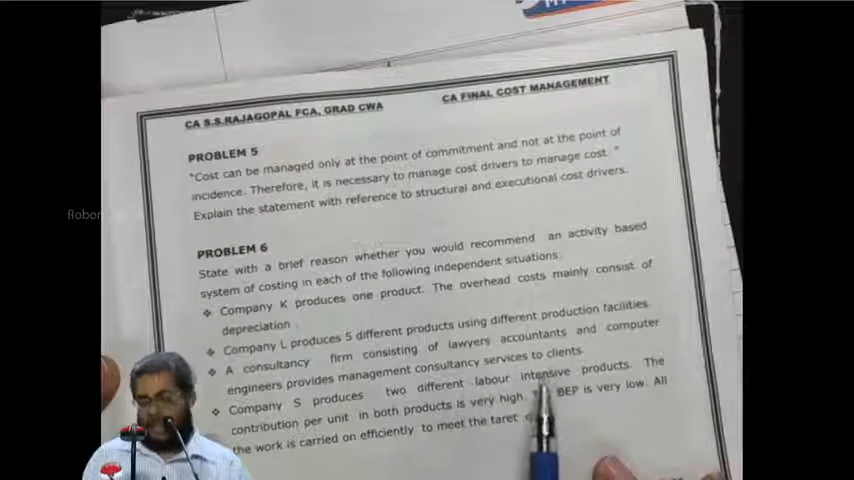 CA S.S.RAJAGOPAL FCA, GRAD CWA
CA FINAL COST MANAGEMENT
PROBLEM 5
"Cost can be managed only at the point of commitment and not at the point of
incidence. Therefore, it is necessary to manage cost drivers to manage cost."
Explain the statement with reference to structural and executional cost drivers.
PROBLEM 6
State with a brief reason whether you would recommend an activity based
system of costing in each of the following independent situations:
❖ Company K produces one product. The overhead costs mainly consist of
depreciation
❖ Company L produces 5 different products using different production facilities.
❖ A consultancy firm consisting of lawyers accountants and computer
engineers provides management consultancy services to clients
❖ Company S produces two different labour intensive products. The
contribution per unit in both products is very high. BEP is very low. All
the work is carried on efficiently to meet the taret